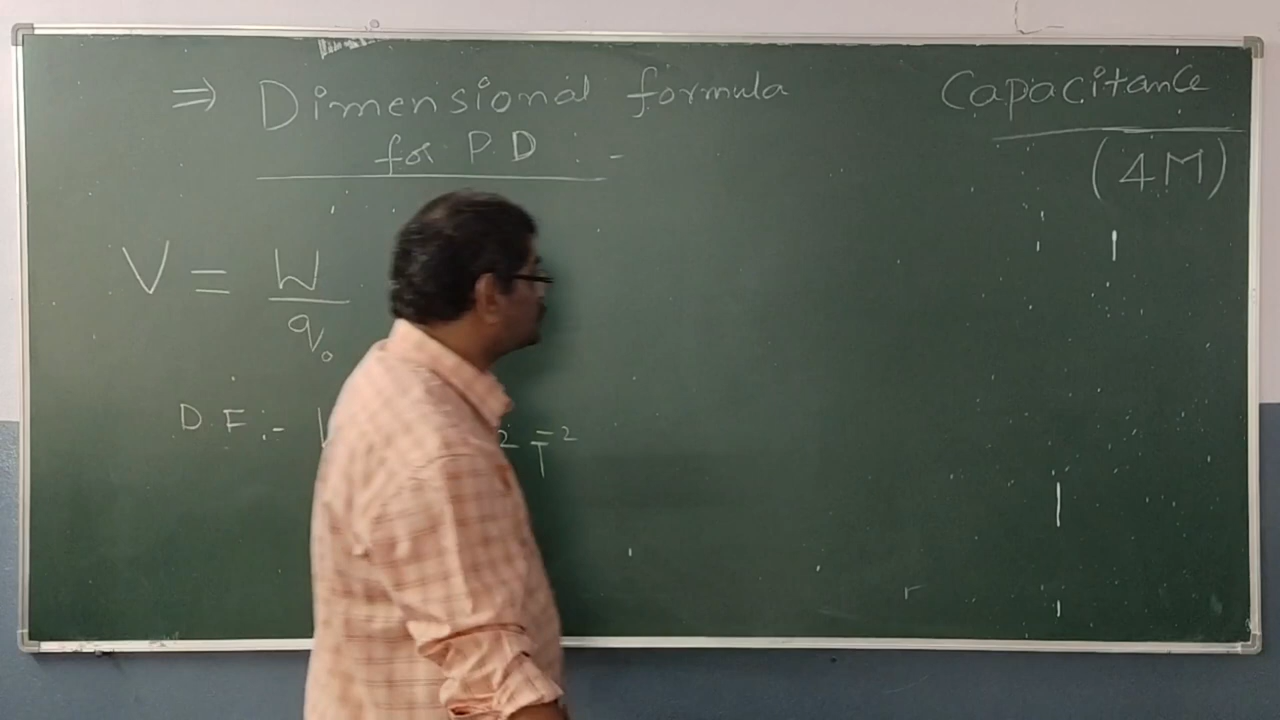 ⇒ Dimensional formula
for P.D :-
Capacitance
(4M)
V = W
q₀
D.F :-
² T⁻²